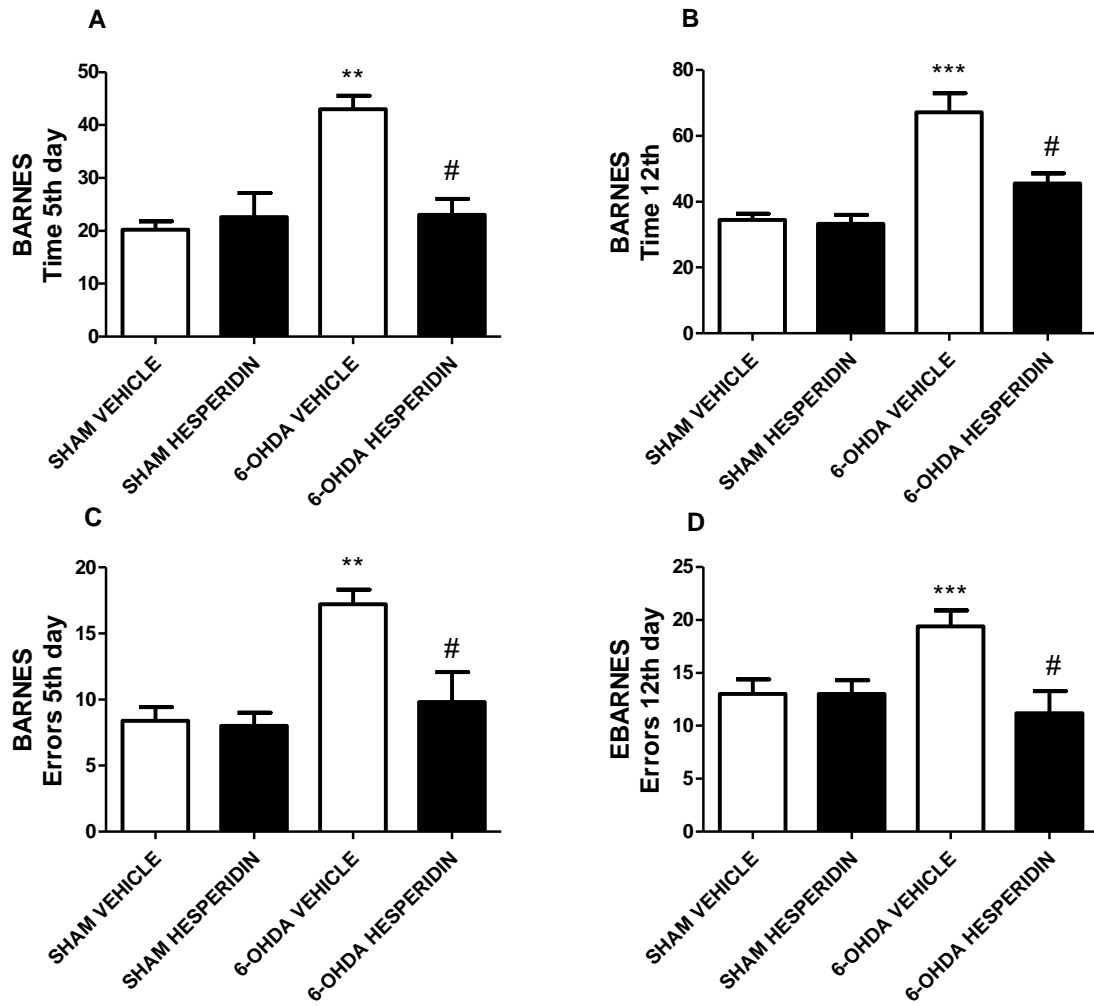 A
BARNES
Time 5th day
50
40
30
20
10
0
**
#
SHAM VEHICLE
SHAM HESPERIDIN
6-OHDA VEHICLE
6-OHDA HESPERIDIN
B
BARNES
Time 12th
80
60
40
20
0
***
#
SHAM VEHICLE
SHAM HESPERIDIN
6-OHDA VEHICLE
6-OHDA HESPERIDIN
C
BARNES
Errors 5th day
20
15
10
5
0
**
#
SHAM VEHICLE
SHAM HESPERIDIN
6-OHDA VEHICLE
6-OHDA HESPERIDIN
D
EBARNES
Errors 12th day
25
20
15
10
5
0
***
#
SHAM VEHICLE
SHAM HESPERIDIN
6-OHDA VEHICLE
6-OHDA HESPERIDIN